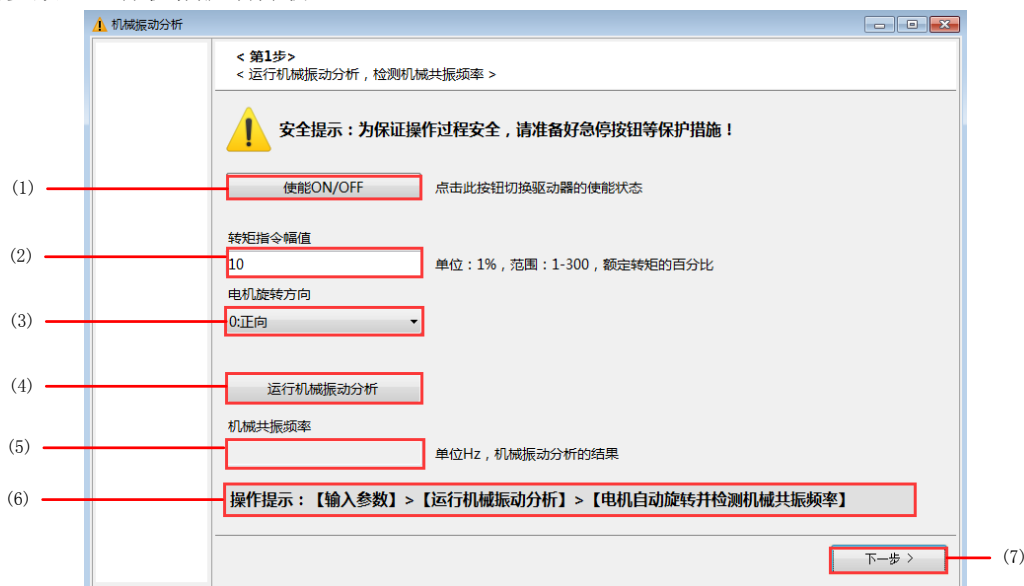 机械振动分析
< 第1步>
< 运行机械振动分析，检测机械共振频率 >
安全提示：为保证操作过程安全，请准备好急停按钮等保护措施！
(1) 使能ON/OFF 点击此按钮切换驱动器的使能状态
转矩指令幅值
(2) 10 单位：1%，范围：1-300，额定转矩的百分比
电机旋转方向
(3) 0:正向
(4) 运行机械振动分析
机械共振频率
(5) 单位Hz，机械振动分析的结果
(6) 操作提示：【输入参数】>【运行机械振动分析】>【电机自动旋转并检测机械共振频率】
下一步 > (7)